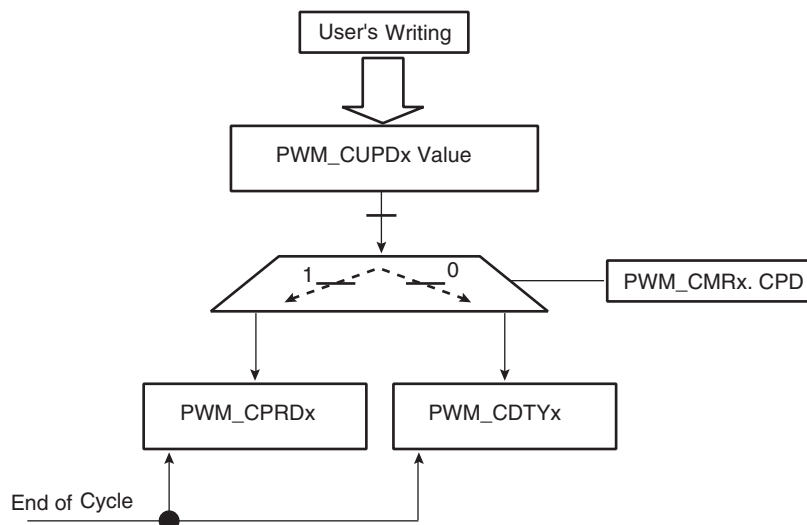 User's Writing
PWM_CUPDx Value
1
0
PWM_CMRx. CPD
PWM_CPRDx
PWM_CDTYx
End of Cycle